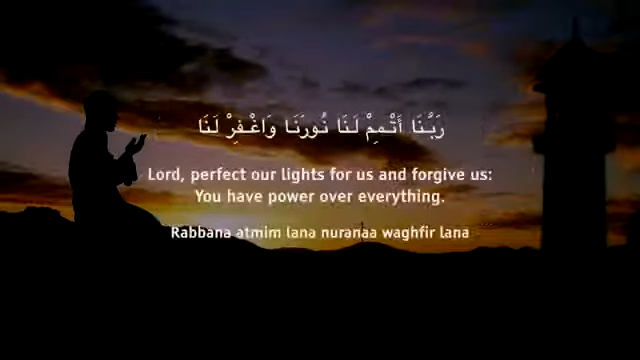 رَبَّنَا أَتْمِمْ لَنَا نُورَنَا وَاغْفِرْ لَنَا
Lord, perfect our lights for us and forgive us:
You have power over everything.
Rabbana atmim lana nuranaa waghfir lana